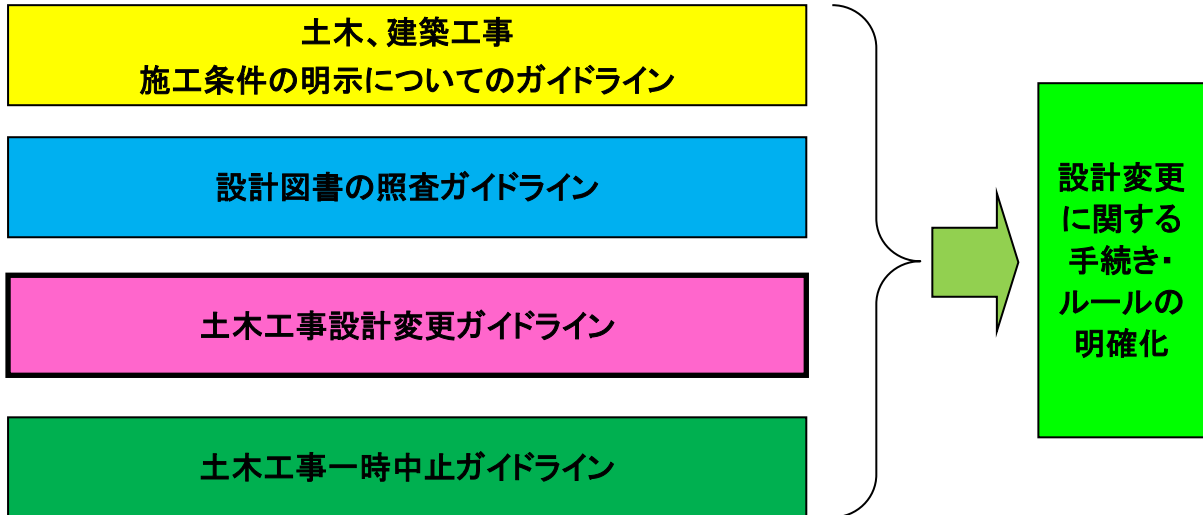 土木、建築工事
施工条件の明示についてのガイドライン
設計図書の照査ガイドライン
土木工事設計変更ガイドライン
土木工事一時中止ガイドライン
設計変更
に関する
手続き・
ルールの
明確化